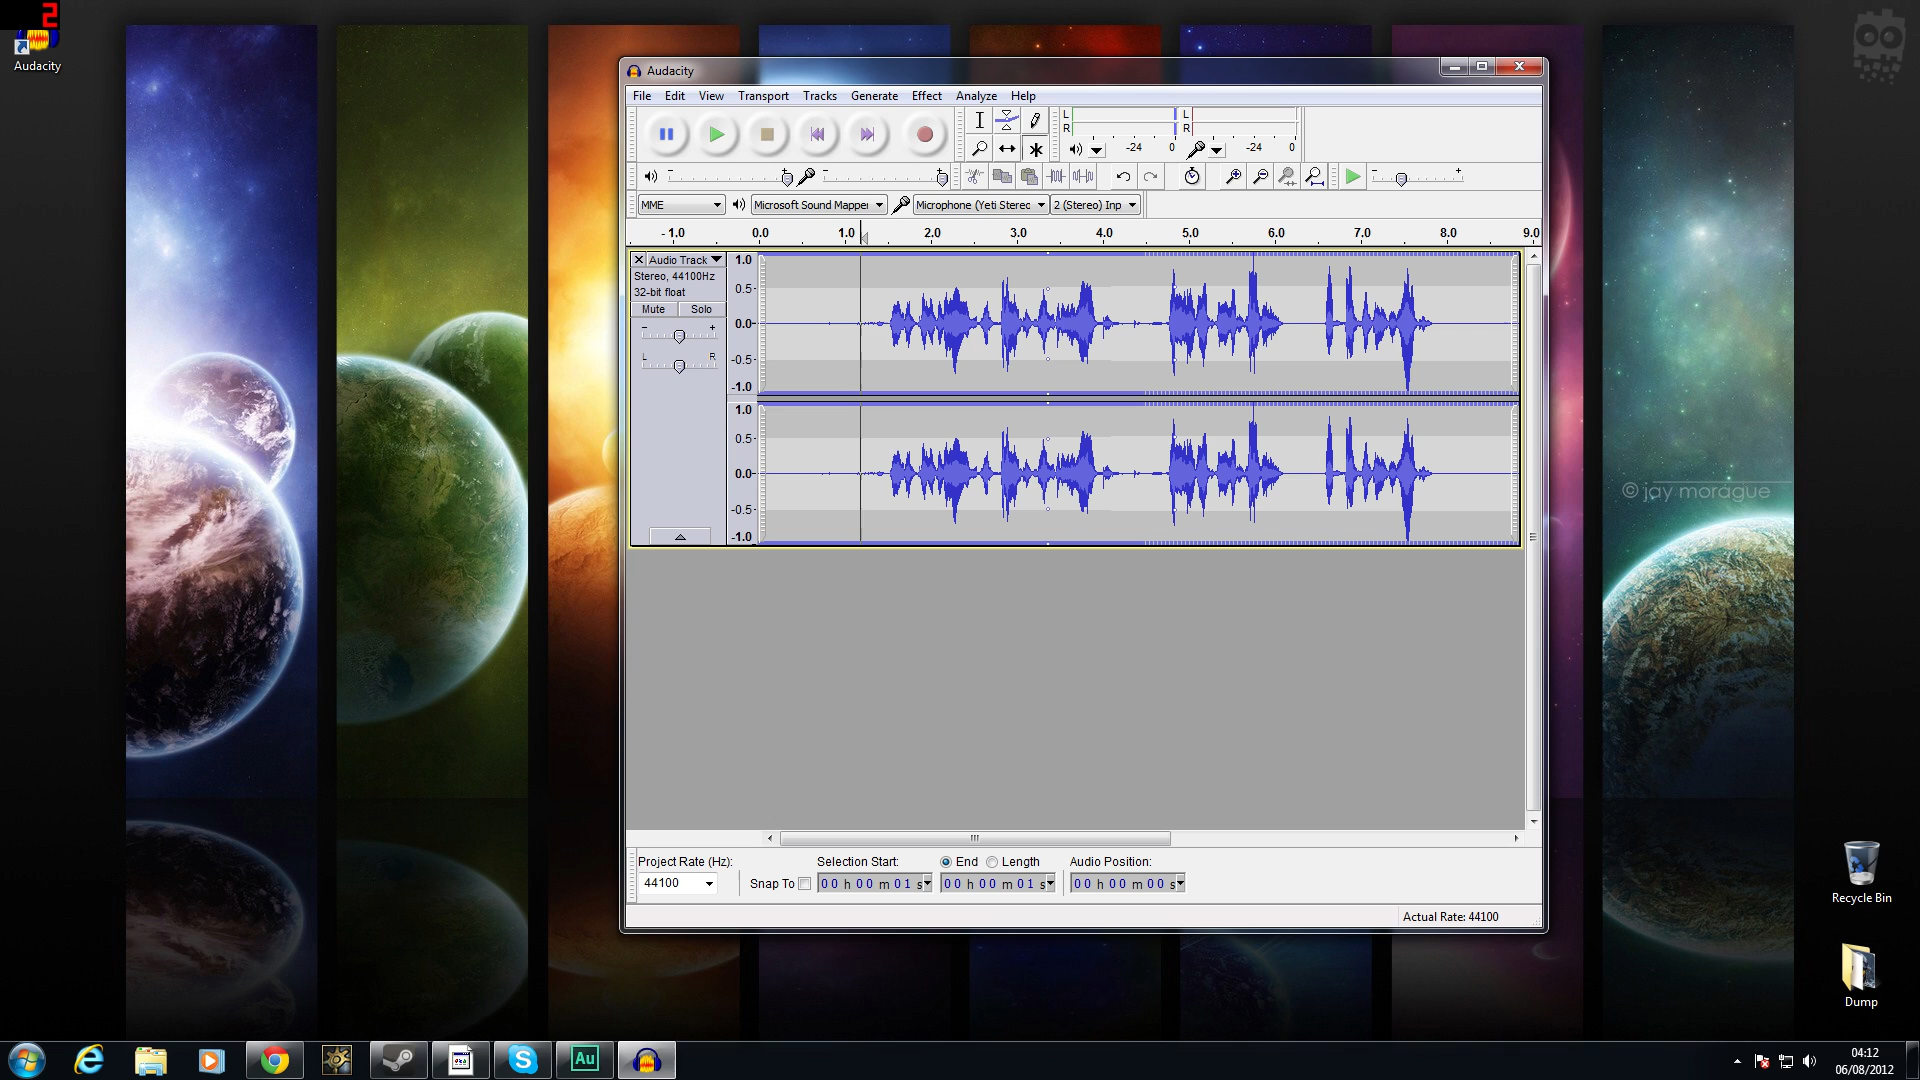 2
Audacity
Audacity
File Edit View Transport Tracks Generate Effect Analyze Help
L
R
-24 0
L
R
-24 0
MME
Microsoft Sound Mapper
Microphone (Yeti Stereo
2 (Stereo) Inp
- 1.0 0.0 1.0 2.0 3.0 4.0 5.0 6.0 7.0 8.0 9.0
Audio Track
Stereo, 44100Hz
32-bit float
Mute Solo
- +
L R
1.0
0.5
0.0
-0.5
-1.0
1.0
0.5
0.0
-0.5
-1.0
© jay morague
Project Rate (Hz):
44100
Snap To
Selection Start:
00 h 00 m 01 s
End Length
00 h 00 m 01 s
Audio Position:
00 h 00 m 00 s
Actual Rate: 44100
Recycle Bin
Dump
Au
04:12
06/08/2012